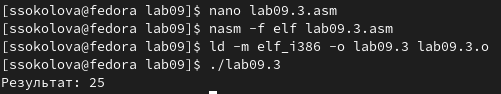 [ssokolova@fedora lab09]$ nano lab09.3.asm
[ssokolova@fedora lab09]$ nasm -f elf lab09.3.asm
[ssokolova@fedora lab09]$ ld -m elf_i386 -o lab09.3 lab09.3.o
[ssokolova@fedora lab09]$ ./lab09.3
Результат: 25